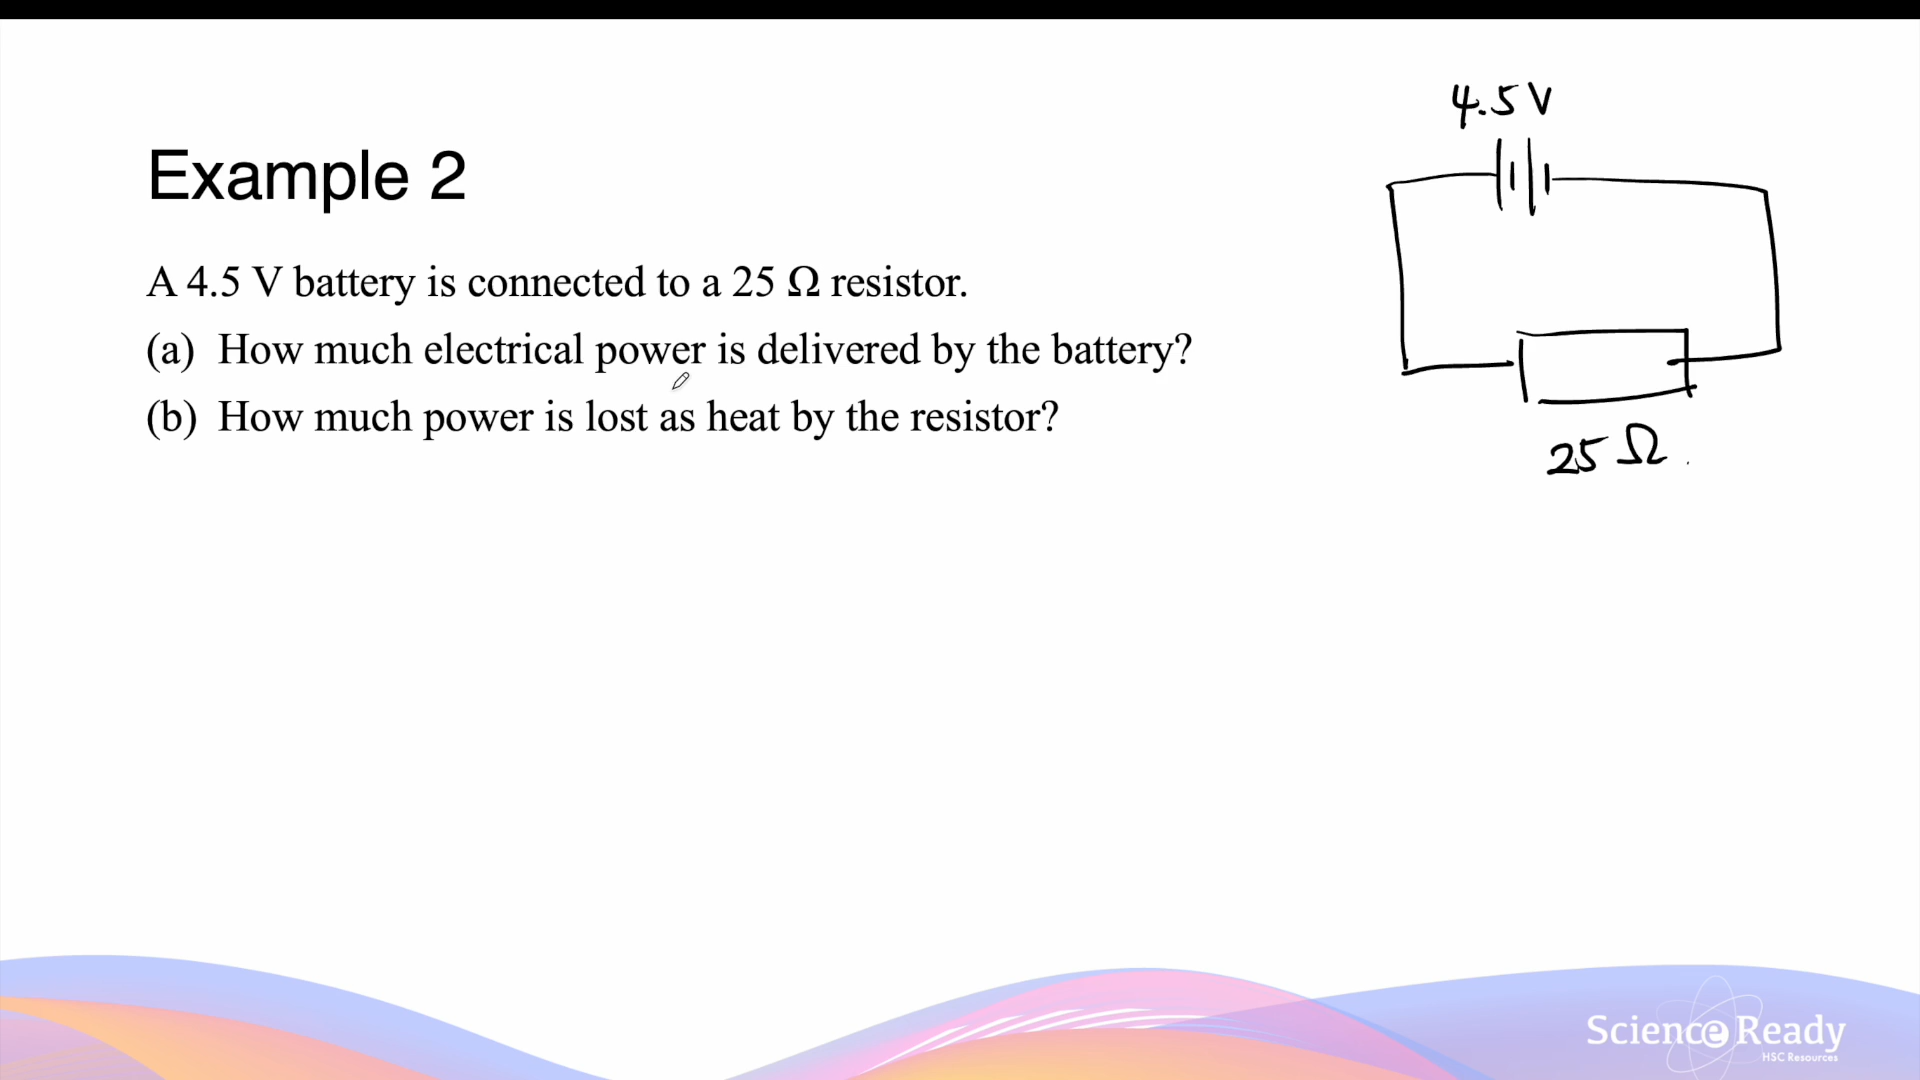 4.5 V
Example 2
A 4.5 V battery is connected to a 25 Ω resistor.
(a) How much electrical power is delivered by the battery?
(b) How much power is lost as heat by the resistor?
25 Ω
Science Ready
HSC Resources